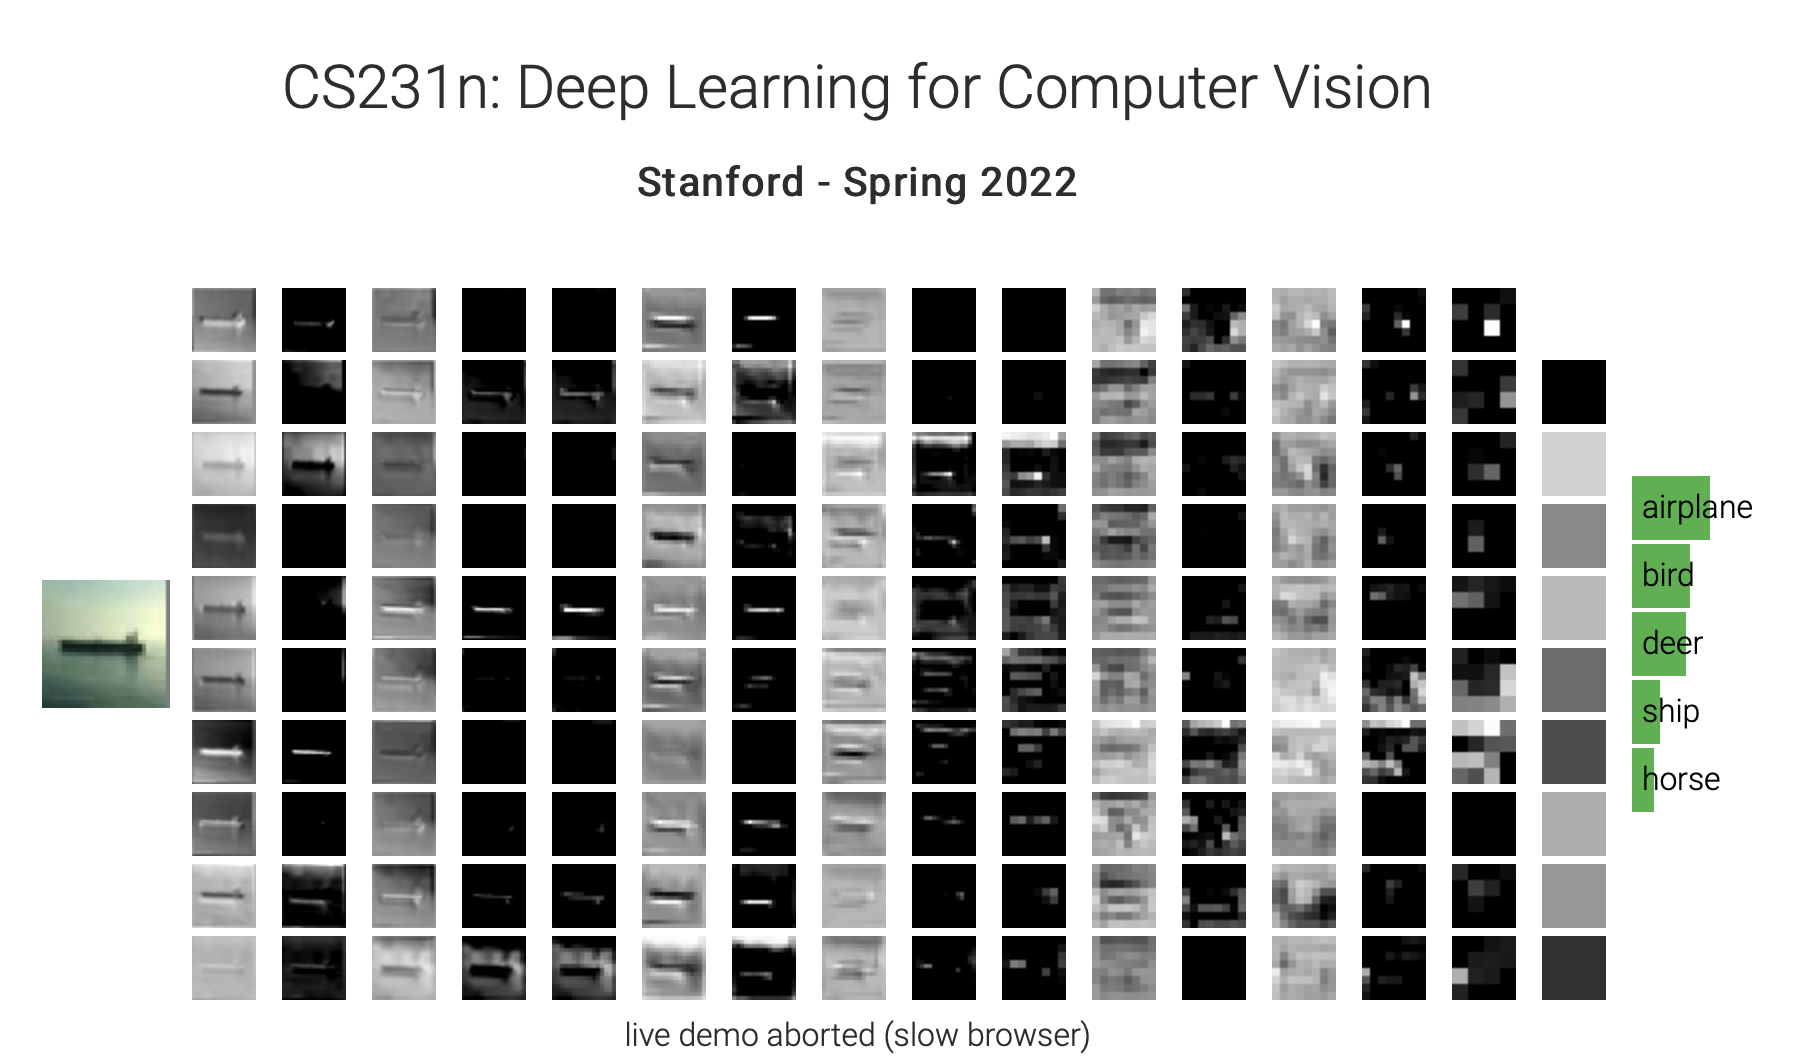 CS231n: Deep Learning for Computer Vision
Stanford - Spring 2022
airplane
bird
deer
ship
horse
live demo aborted (slow browser)